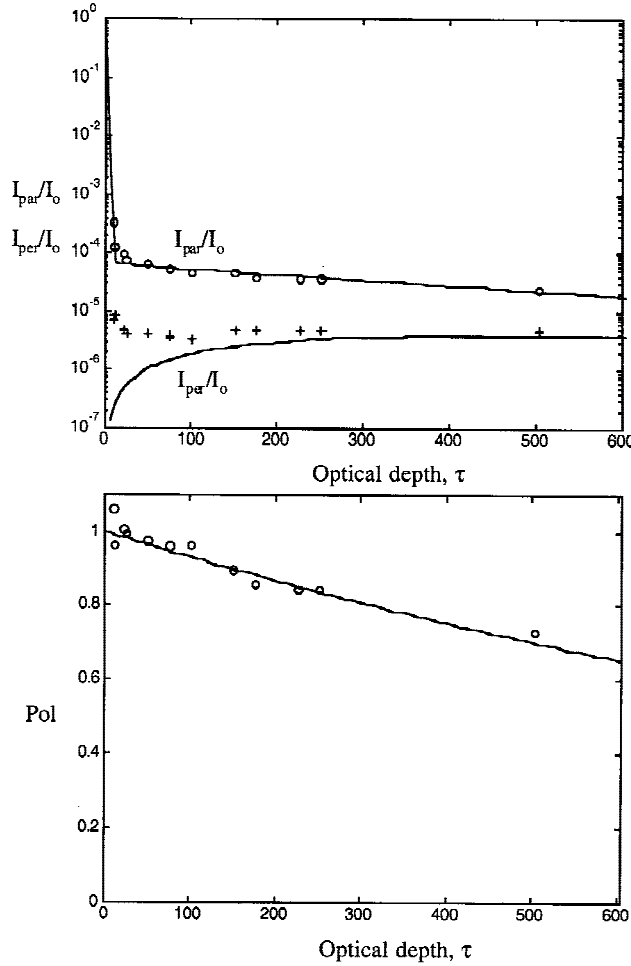 10^0
10^-1
10^-2
10^-3
10^-4
10^-5
10^-6
10^-7
I_par/I_o
I_per/I_o
I_par/I_o
I_per/I_o
0 100 200 300 400 500 600
Optical depth, τ
1
0.8
0.6
0.4
0.2
0
Pol
0 100 200 300 400 500 600
Optical depth, τ